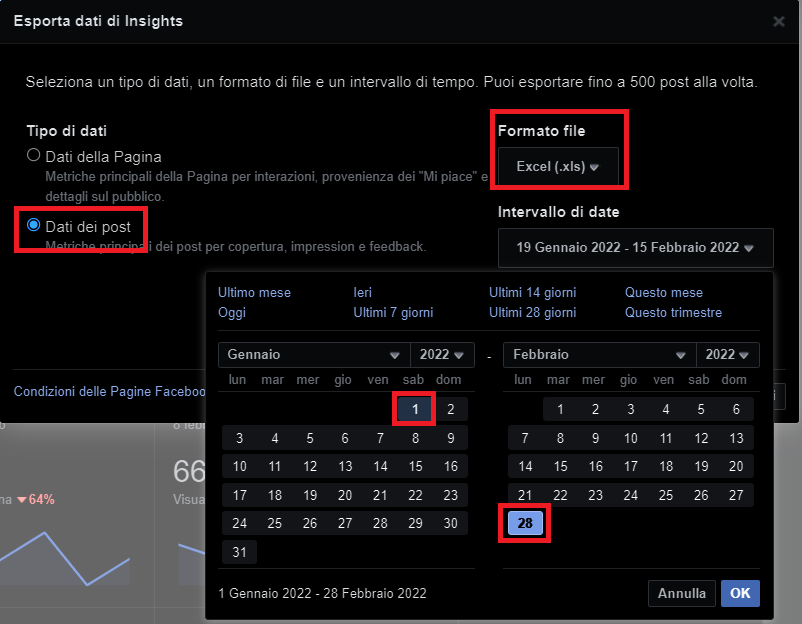 Esporta dati di Insights
Seleziona un tipo di dati, un formato di file e un intervallo di tempo. Puoi esportare fino a 500 post alla volta.
Tipo di dati
Dati della Pagina
Metriche principali della Pagina per interazioni, provenienza dei "Mi piace" e
dettagli sul pubblico.
Dati dei post
Metriche principali dei post per copertura, impression e feedback.
Formato file
Excel (.xls)
Intervallo di date
19 Gennaio 2022 - 15 Febbraio 2022
Ultimo mese Ieri Ultimi 14 giorni Questo mese
Oggi Ultimi 7 giorni Ultimi 28 giorni Questo trimestre
Gennaio 2022 - Febbraio 2022
lun mar mer gio ven sab dom lun mar mer gio ven sab dom
1 2 1 2 3 4 5 6
3 4 5 6 7 8 9 7 8 9 10 11 12 13
10 11 12 13 14 15 16 14 15 16 17 18 19 20
17 18 19 20 21 22 23 21 22 23 24 25 26 27
24 25 26 27 28 29 30 28
31
1 Gennaio 2022 - 28 Febbraio 2022
Annulla OK
Condizioni delle Pagine Faceboo
64%
66
Visua